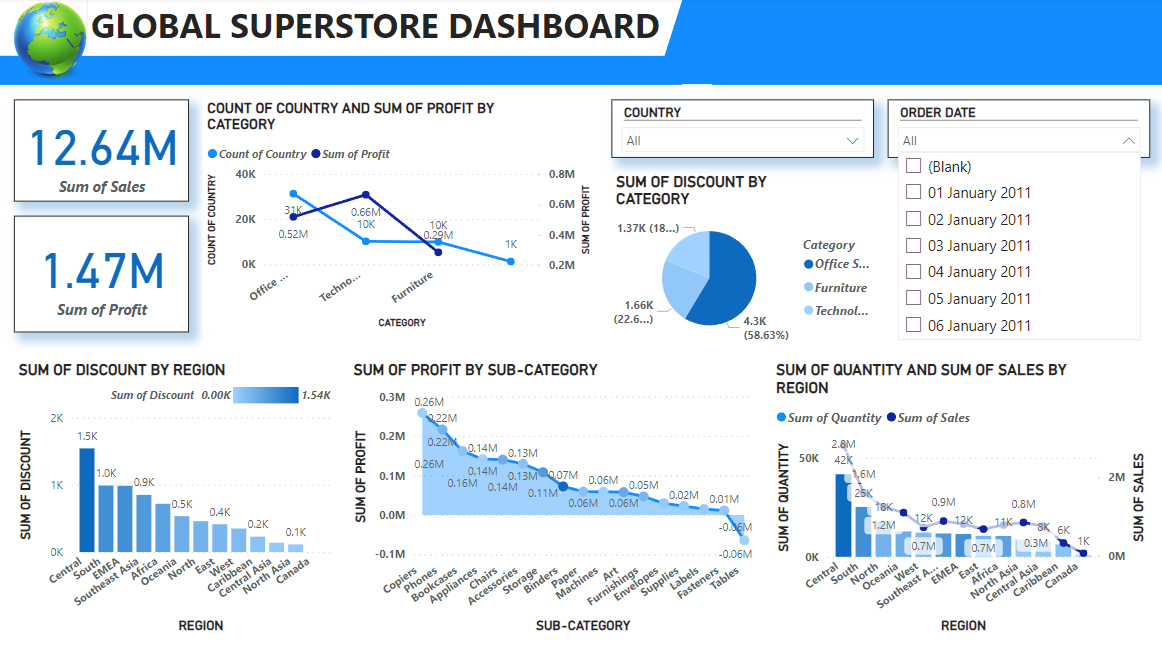 GLOBAL SUPERSTORE DASHBOARD
12.64M
Sum of Sales
1.47M
Sum of Profit
COUNT OF COUNTRY AND SUM OF PROFIT BY
CATEGORY
Count of Country Sum of Profit
COUNT OF COUNTRY
40K
20K
0K
31K
0.52M
0.66M
10K
10K
0.29M
1K
0.8M
0.6M
0.4M
0.2M
SUM OF PROFIT
Office ...
Techno...
Furniture
CATEGORY
COUNTRY
All
ORDER DATE
All
(Blank)
01 January 2011
02 January 2011
03 January 2011
04 January 2011
05 January 2011
06 January 2011
SUM OF DISCOUNT BY
CATEGORY
1.37K (18...)
1.66K
(22.6...)
4.3K
(58.63%)
Category
Office S...
Furniture
Technol...
SUM OF DISCOUNT BY REGION
Sum of Discount 0.00K 1.54K
SUM OF DISCOUNT
2K
1K
0K
1.5K
1.0K
0.9K
0.5K
0.4K
0.2K
0.1K
Central
South
EMEA
Southeast Asia
Africa
Oceania
North
East
West
Caribbean
Central Asia
North Asia
Canada
REGION
SUM OF PROFIT BY SUB-CATEGORY
SUM OF PROFIT
0.3M
0.2M
0.1M
0.0M
-0.1M
0.26M
0.22M
0.22M
0.26M
0.16M
0.14M
0.14M
0.14M
0.13M
0.13M
0.11M
0.07M
0.06M
0.06M
0.06M
0.05M
0.02M
0.01M
-0.06M
-0.06M
Copiers
Phones
Bookcases
Appliances
Chairs
Accessories
Storage
Binders
Paper
Machines
Art
Furnishings
Envelopes
Supplies
Labels
Fasteners
Tables
SUB-CATEGORY
SUM OF QUANTITY AND SUM OF SALES BY
REGION
Sum of Quantity Sum of Sales
SUM OF QUANTITY
50K
0K
2.8M
42K
1.6M
25K
18K
1.2M
12K
0.7M
0.9M
12K
0.7M
11K
0.8M
8K
0.3M
6K
1K
2M
0M
SUM OF SALES
Central
South
North
Oceania
West
Southeast A...
EMEA
East
Africa
North Asia
Central Asia
Caribbean
Canada
REGION